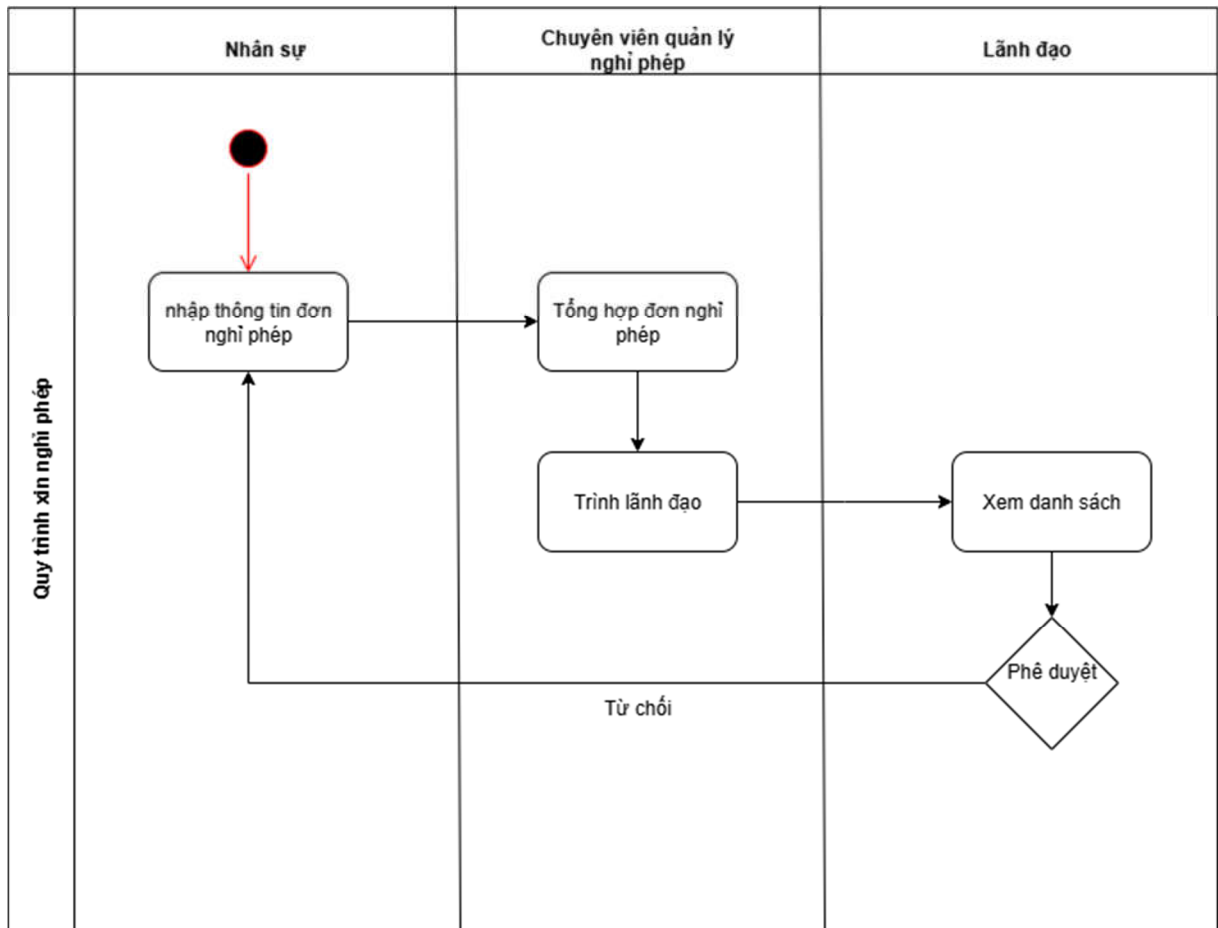 Nhân sự
Chuyên viên quản lý
nghỉ phép
Lãnh đạo
Quy trình xin nghỉ phép
nhập thông tin đơn
nghỉ phép
Tổng hợp đơn nghỉ
phép
Trình lãnh đạo
Xem danh sách
Phê duyệt
Từ chối